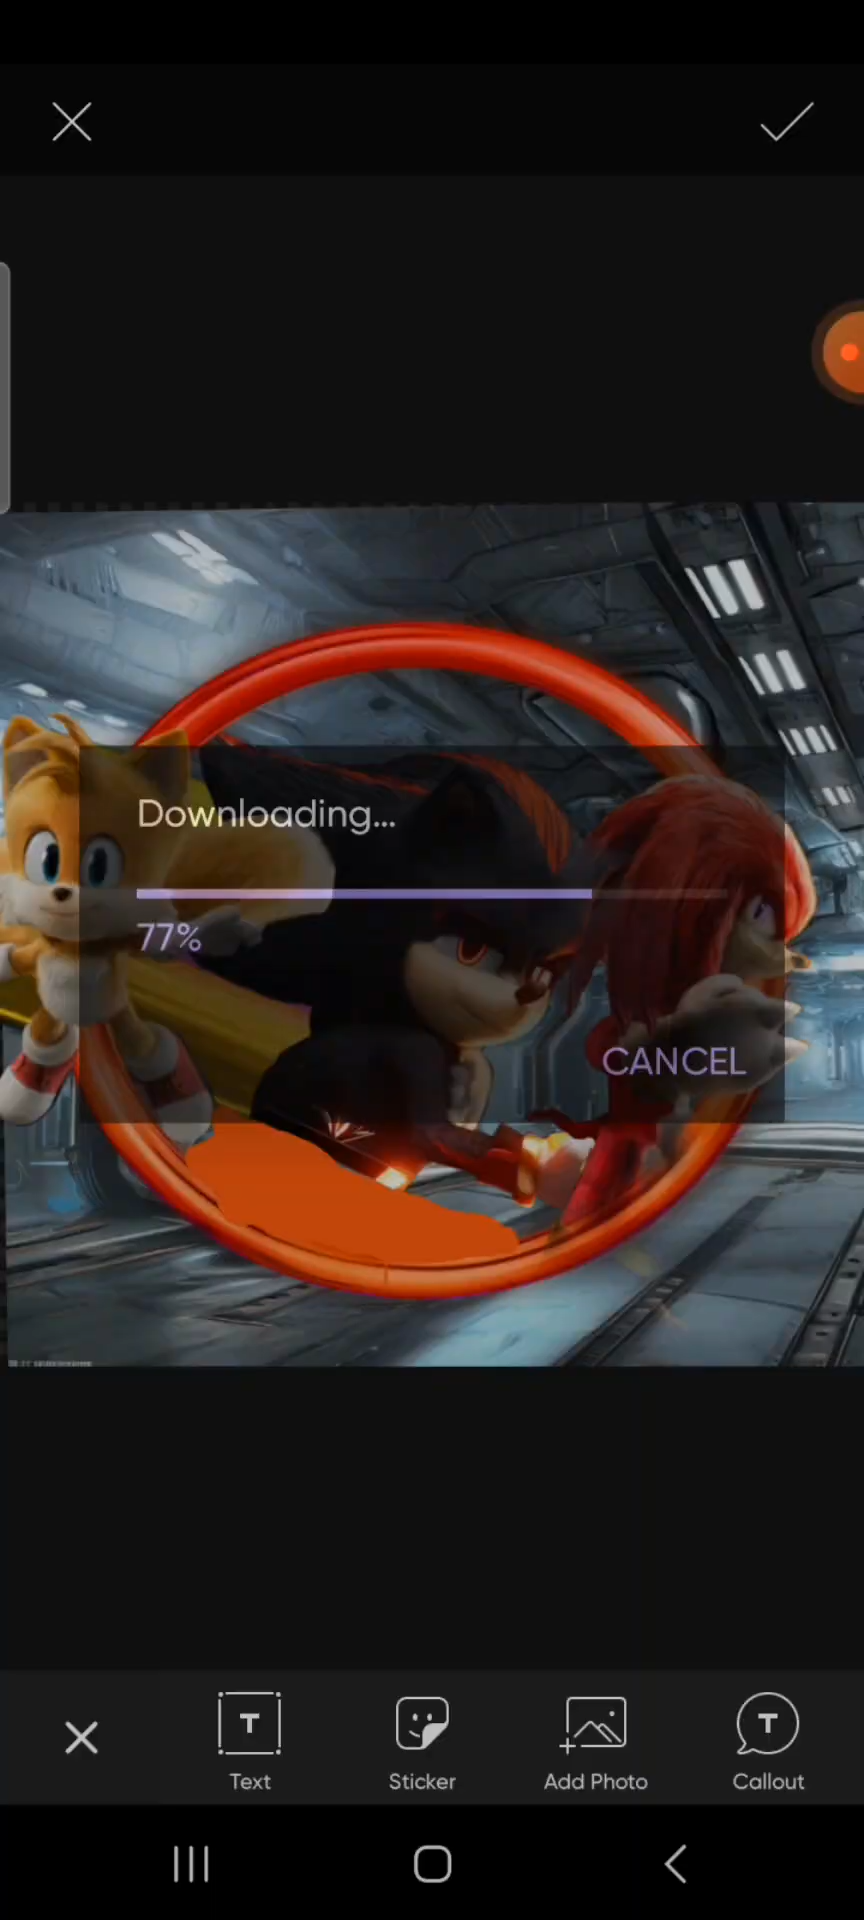 Downloading...
77%
CANCEL
T
T
Text
Sticker
Add Photo
Callout